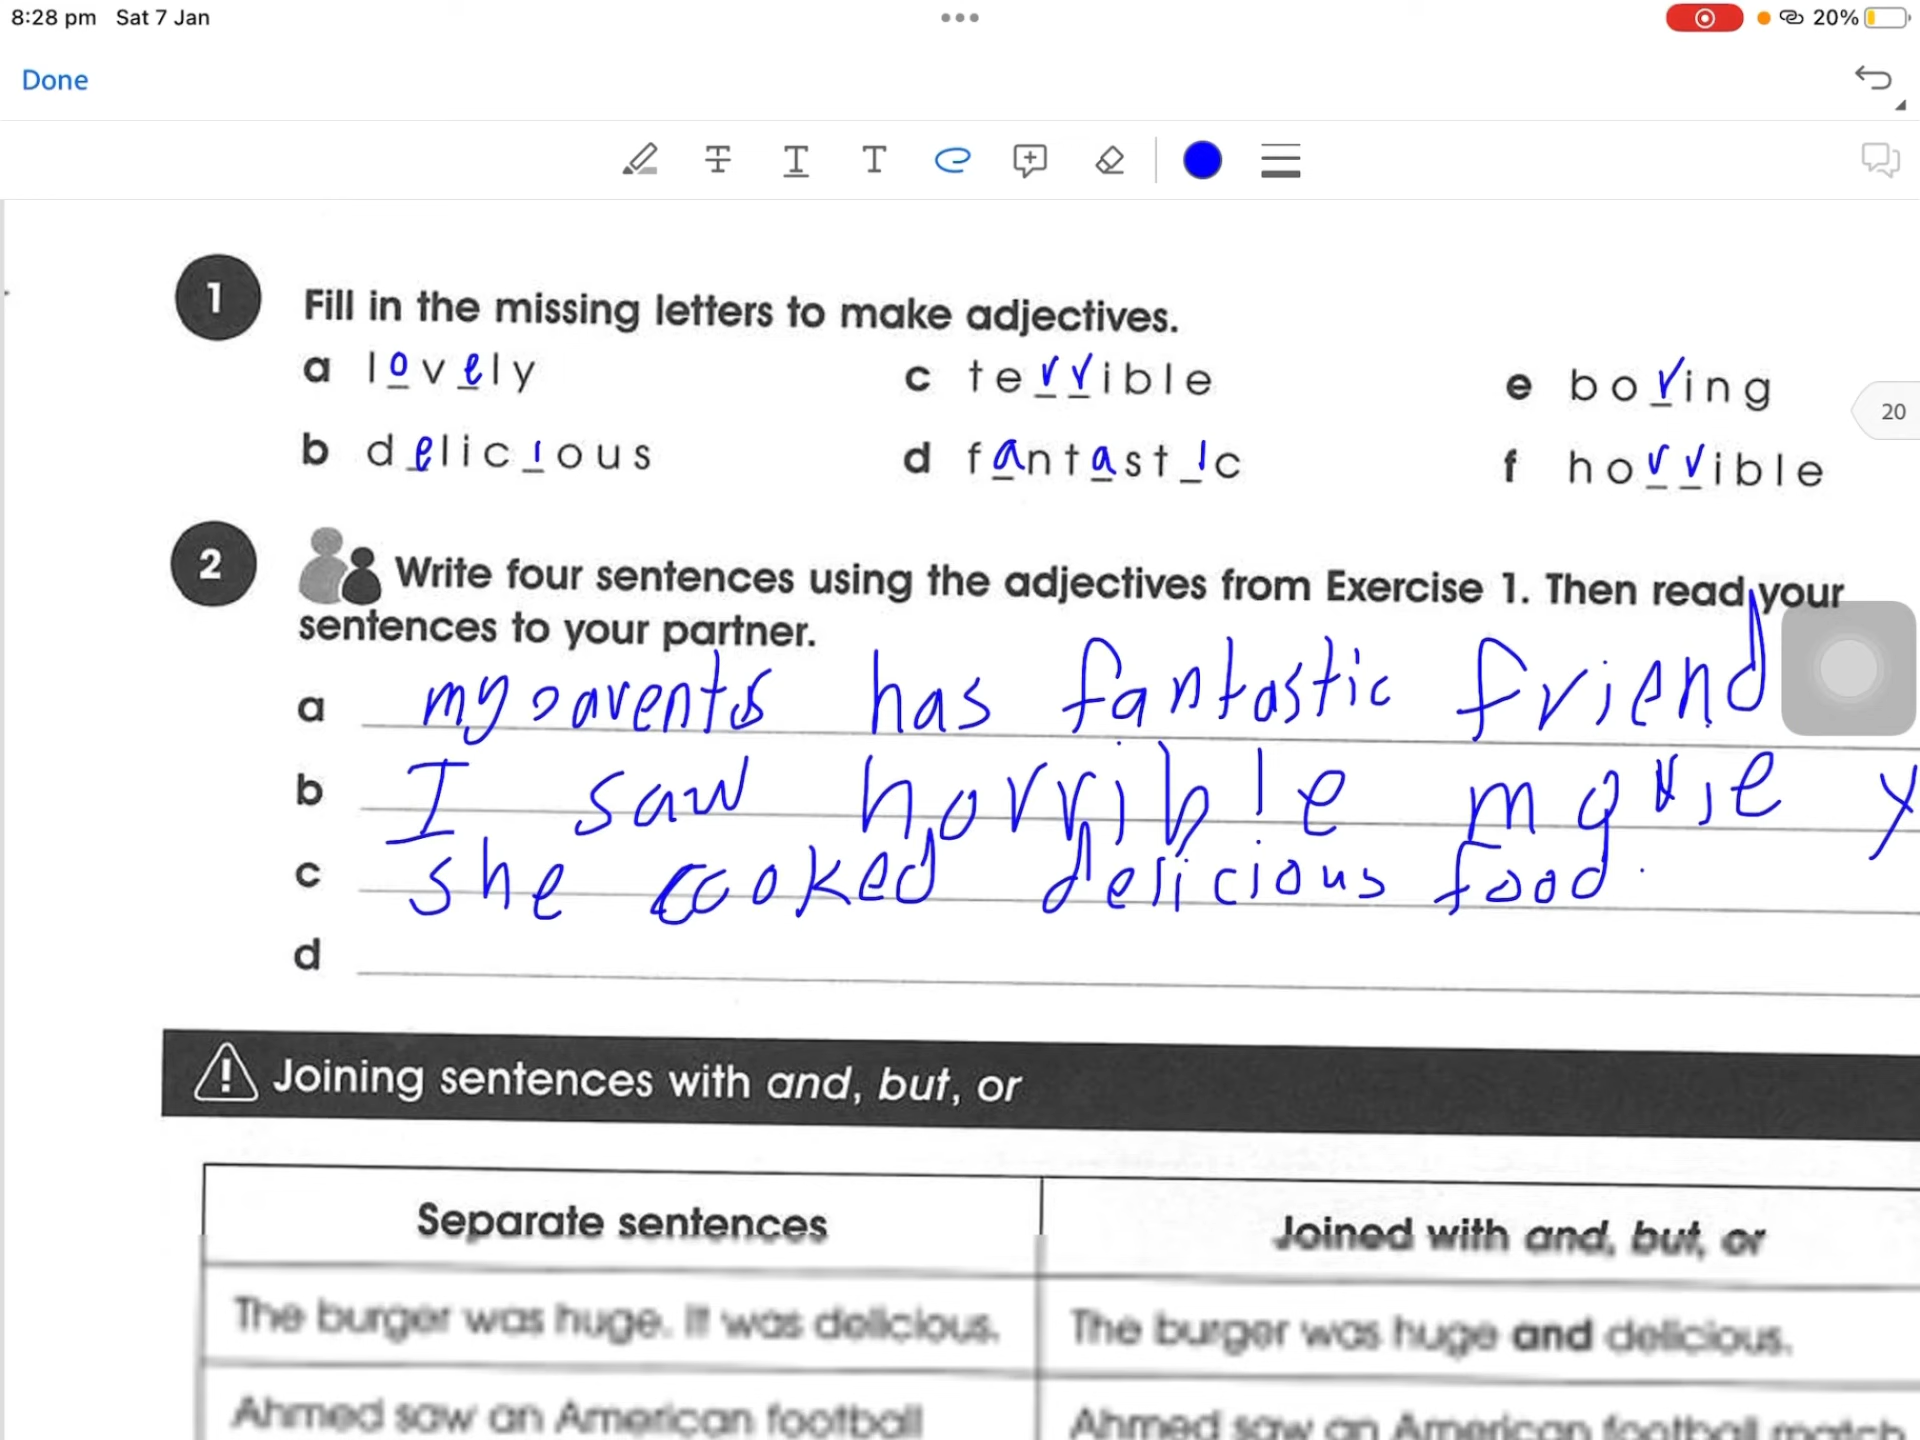 8:28 pm Sat 7 Jan
20%
Done
1 Fill in the missing letters to make adjectives.
a lovely c terrible e boring
20
b delicious d fantastic f horrible
2 Write four sentences using the adjectives from Exercise 1. Then read your
sentences to your partner.
a my parents has fantastic friend
b I saw horrible movie y
c she cooked delicious food.
d
Joining sentences with and, but, or
Separate sentences Joined with and, but, or
The burger was huge. It was delicious. The burger was huge and delicious.
Ahmed saw an American football Ahmed saw an American football match